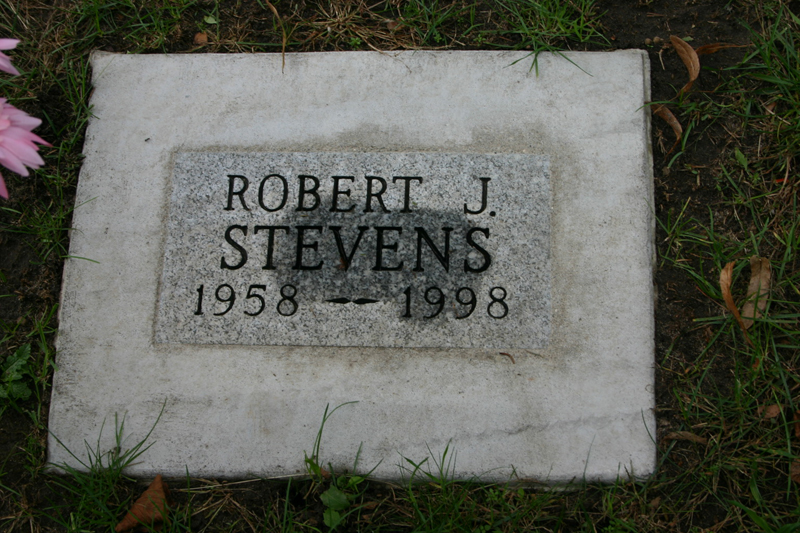 ROBERT J.
STEVENS
1958 — 1998